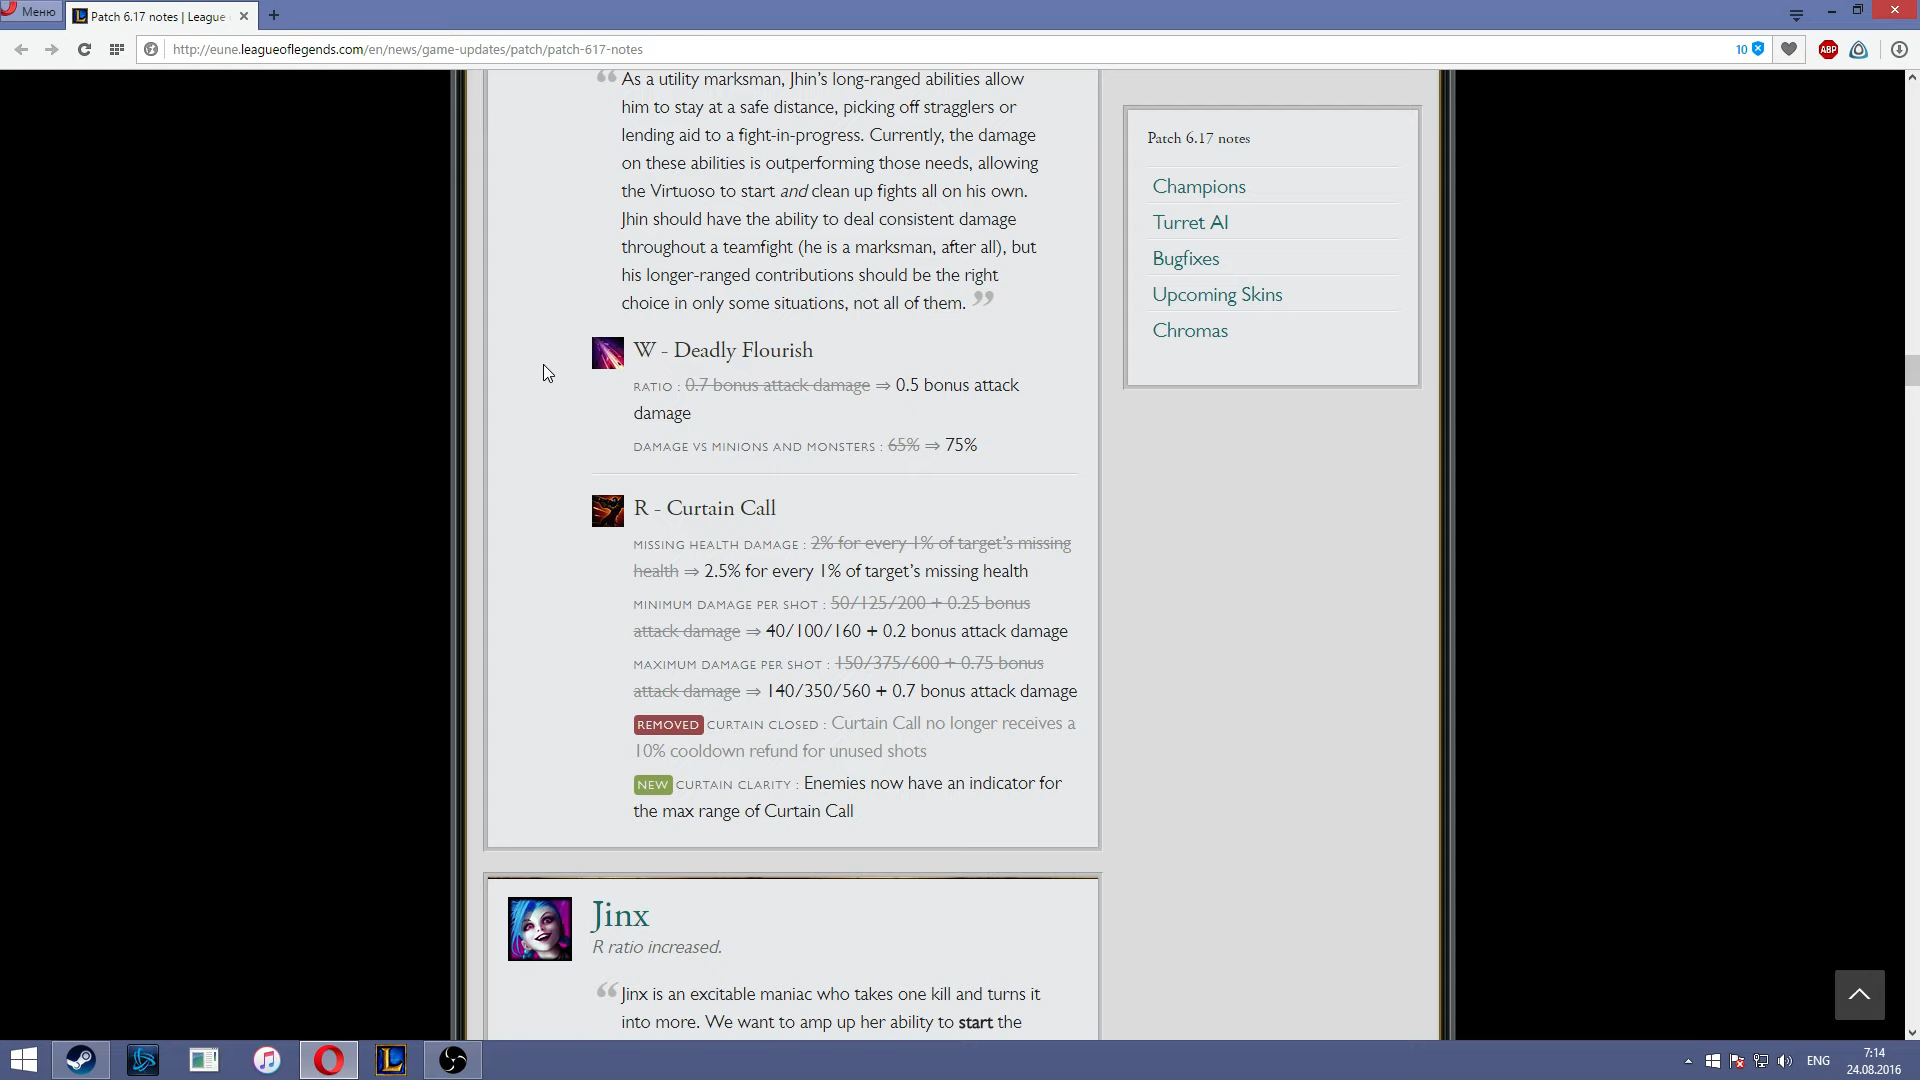 Меню
Patch 6.17 notes | League
http://eune.leagueoflegends.com/en/news/game-updates/patch/patch-617-notes
10
ABP
“ As a utility marksman, Jhin’s long-ranged abilities allow
him to stay at a safe distance, picking off stragglers or
lending aid to a fight-in-progress. Currently, the damage
on these abilities is outperforming those needs, allowing
the Virtuoso to start and clean up fights all on his own.
Jhin should have the ability to deal consistent damage
throughout a teamfight (he is a marksman, after all), but
his longer-ranged contributions should be the right
choice in only some situations, not all of them. ”
W - Deadly Flourish
RATIO : 0.7 bonus attack damage ⇒ 0.5 bonus attack
damage
DAMAGE VS MINIONS AND MONSTERS : 65% ⇒ 75%
R - Curtain Call
MISSING HEALTH DAMAGE : 2% for every 1% of target’s missing
health ⇒ 2.5% for every 1% of target’s missing health
MINIMUM DAMAGE PER SHOT : 50/125/200 + 0.25 bonus
attack damage ⇒ 40/100/160 + 0.2 bonus attack damage
MAXIMUM DAMAGE PER SHOT : 150/375/600 + 0.75 bonus
attack damage ⇒ 140/350/560 + 0.7 bonus attack damage
REMOVED CURTAIN CLOSED : Curtain Call no longer receives a
10% cooldown refund for unused shots
NEW CURTAIN CLARITY : Enemies now have an indicator for
the max range of Curtain Call
Jinx
R ratio increased.
“ Jinx is an excitable maniac who takes one kill and turns it
into more. We want to amp up her ability to start the
Patch 6.17 notes
Champions
Turret AI
Bugfixes
Upcoming Skins
Chromas
L
ENG
7:14
24.08.2016